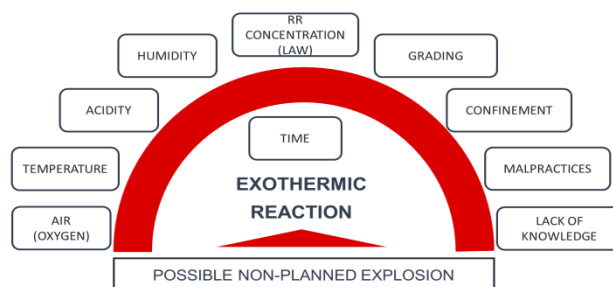 RR
CONCENTRATION
(LAW)
HUMIDITY
GRADING
ACIDITY
CONFINEMENT
TIME
TEMPERATURE
MALPRACTICES
EXOTHERMIC
REACTION
AIR
(OXYGEN)
LACK OF
KNOWLEDGE
POSSIBLE NON-PLANNED EXPLOSION